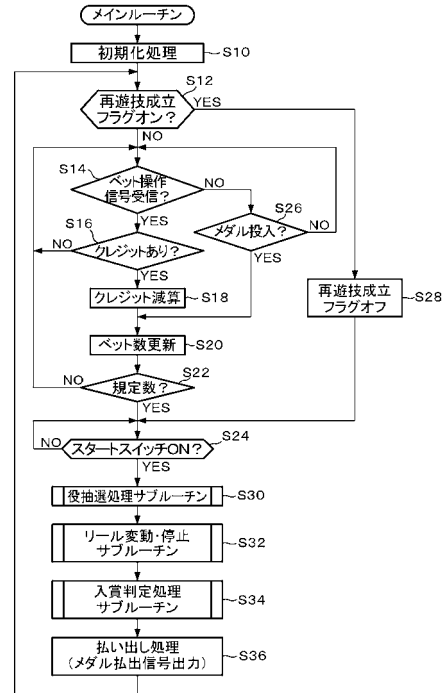 メインルーチン
初期化処理
S10
再遊技成立
フラグオン？
S12
YES
NO
ベット操作
信号受信？
S14
NO
YES
メダル投入？
S26
NO
YES
クレジットあり？
S16
NO
YES
クレジット減算
S18
再遊技成立
フラグオフ
S28
ベット数更新
S20
規定数？
S22
NO
YES
スタートスイッチON？
S24
NO
YES
役抽選処理サブルーチン
S30
リール変動・停止
サブルーチン
S32
入賞判定処理
サブルーチン
S34
払い出し処理
(メダル払出信号出力)
S36